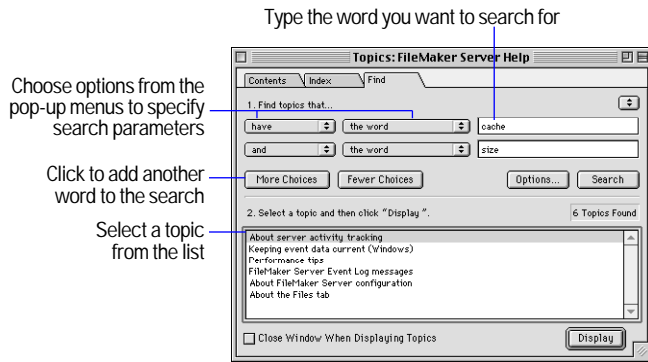 Type the word you want to search for
Topics: FileMaker Server Help
Contents Index Find
Choose options from the
pop-up menus to specify
search parameters
1. Find topics that...
have the word cache
and the word size
Click to add another
word to the search
More Choices Fewer Choices Options... Search
2. Select a topic and then click "Display".
6 Topics Found
Select a topic
from the list
About server activity tracking
Keeping event data current (Windows)
Performance tips
FileMaker Server Event Log messages
About FileMaker Server configuration
About the Files tab
Close Window When Displaying Topics
Display